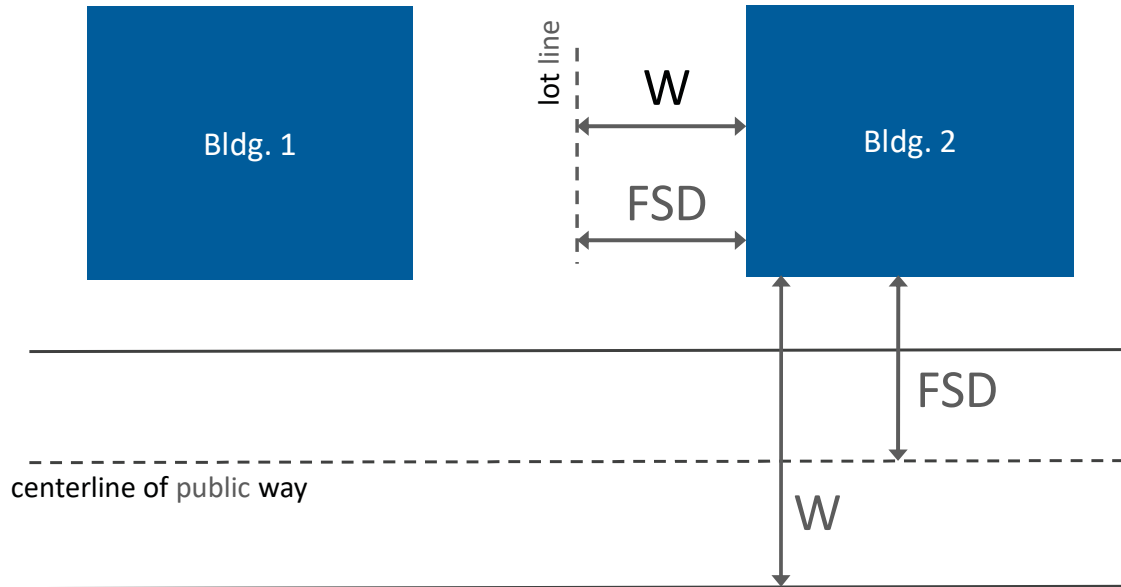 lot line
W
Bldg. 1
Bldg. 2
FSD
FSD
centerline of public way
W